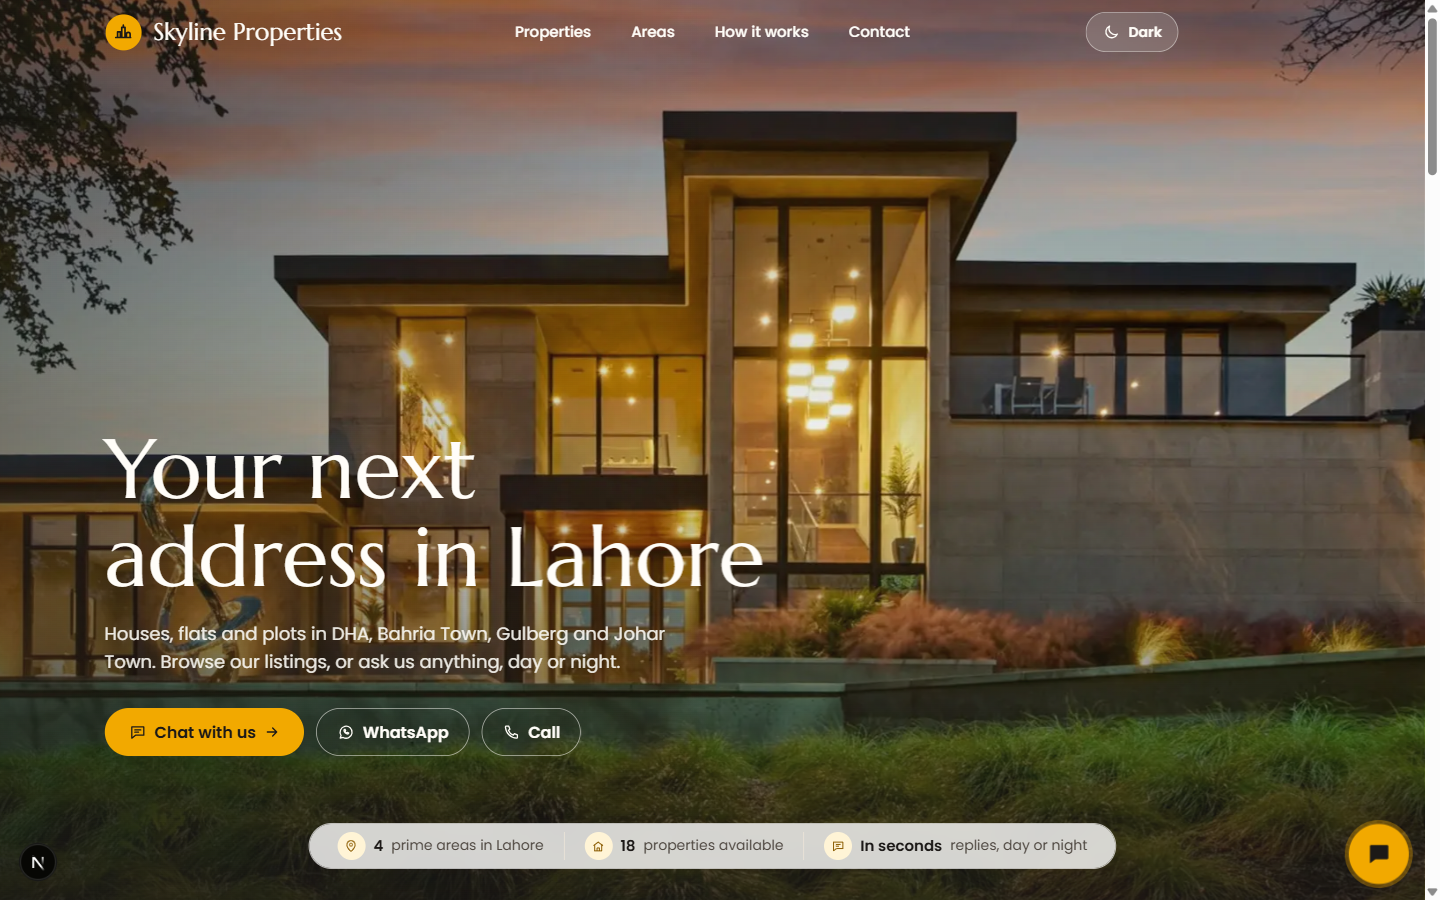 Skyline Properties
Properties
Areas
How it works
Contact
Dark
Your next
address in Lahore
Houses, flats and plots in DHA, Bahria Town, Gulberg and Johar
Town. Browse our listings, or ask us anything, day or night.
Chat with us
WhatsApp
Call
4 prime areas in Lahore
18 properties available
In seconds replies, day or night
N